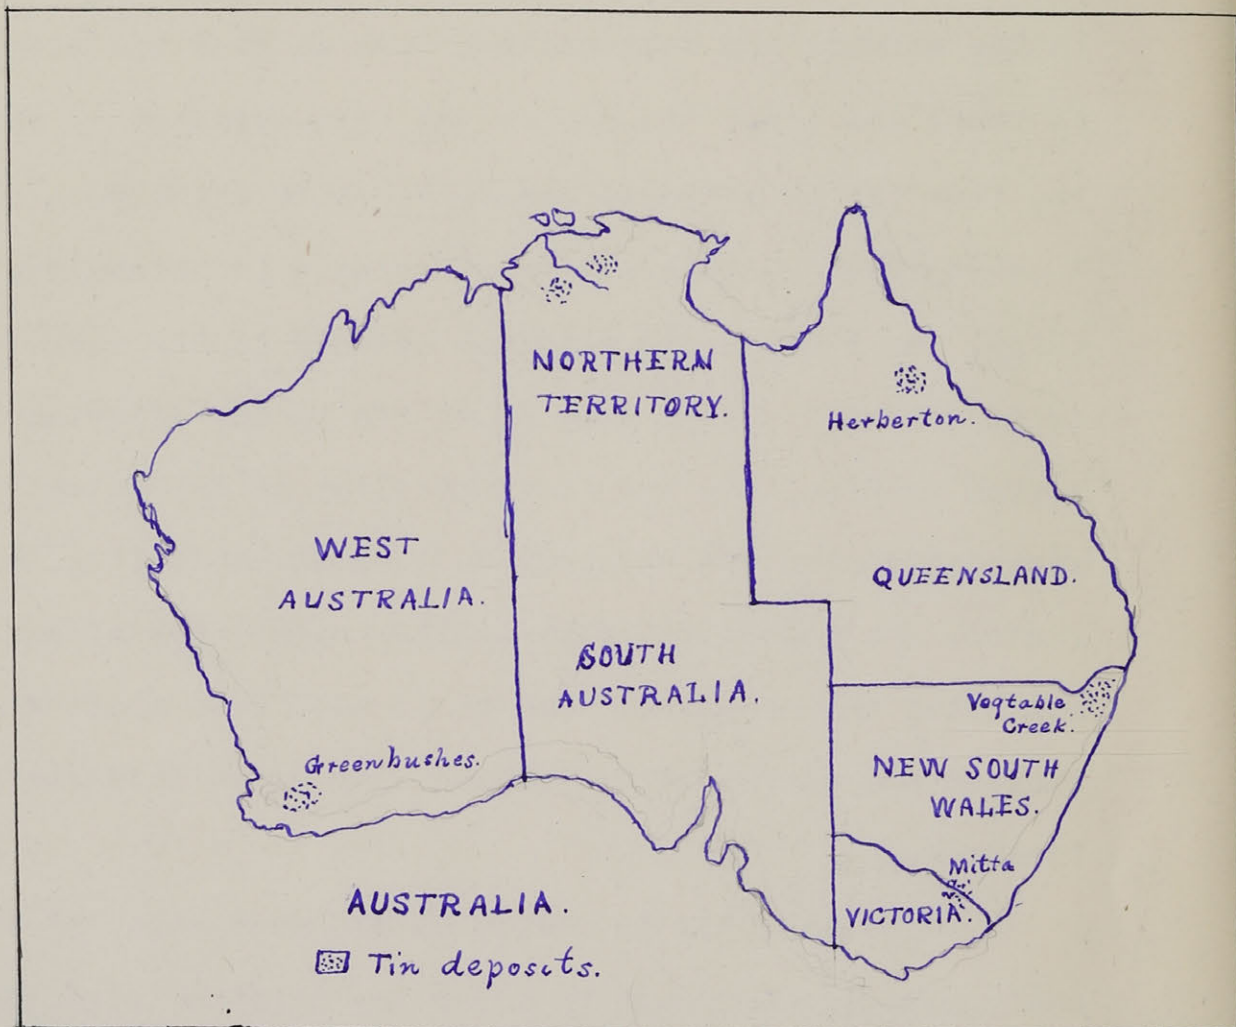 NORTHERN
TERRITORY.
Herberton.
WEST
AUSTRALIA.
QUEENSLAND.
SOUTH
AUSTRALIA.
Vegtable
Creek.
Greenbushes.
NEW SOUTH
WALES.
Mitta
VICTORIA.
AUSTRALIA.
Tin deposits.